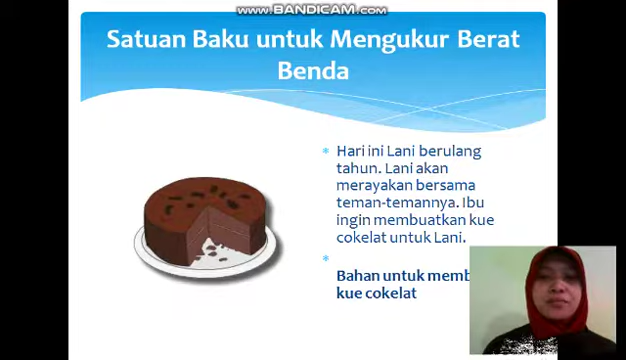 www.BANDICAM.com
Satuan Baku untuk Mengukur Berat
Benda
Hari ini Lani berulang
tahun. Lani akan
merayakan bersama
teman-temannya. Ibu
ingin membuatkan kue
cokelat untuk Lani.
Bahan untuk
kue cokelat